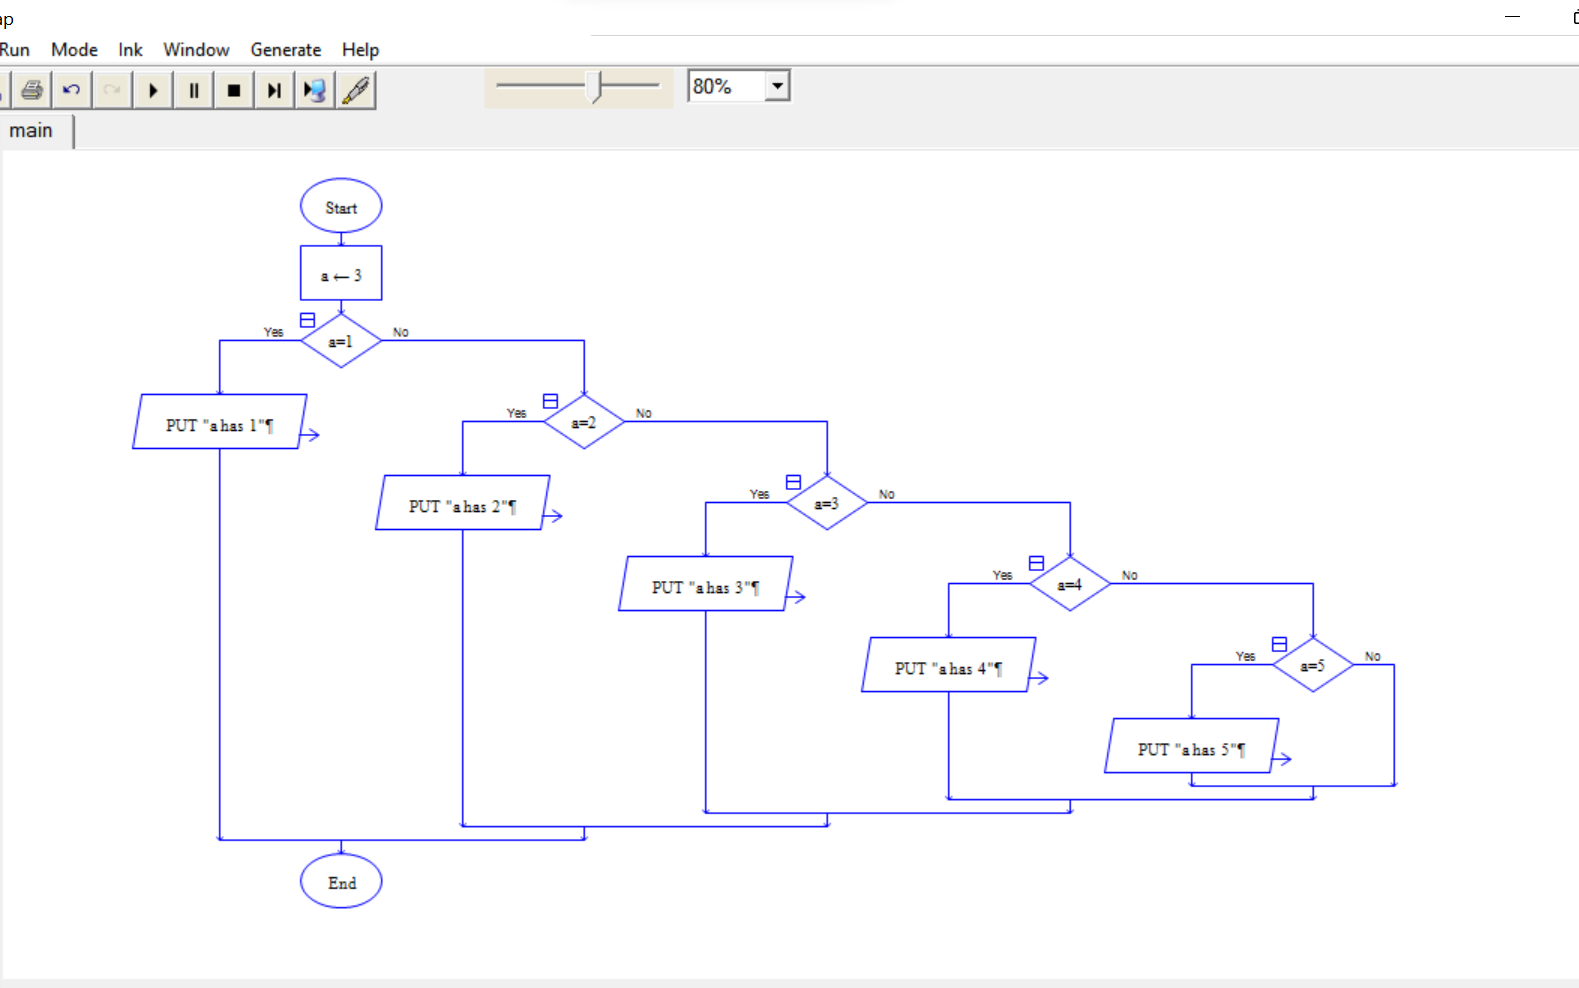 ap
Run Mode Ink Window Generate Help
80%
main
Start
a ← 3
Yes a=1 No
PUT "a has 1"¶
Yes a=2 No
PUT "a has 2"¶
Yes a=3 No
PUT "a has 3"¶
Yes a=4 No
PUT "a has 4"¶
Yes a=5 No
PUT "a has 5"¶
End